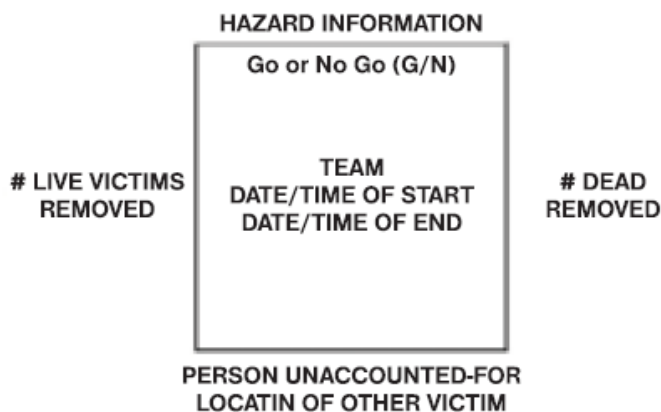 HAZARD INFORMATION
Go or No Go (G/N)
# LIVE VICTIMS
REMOVED
TEAM
DATE/TIME OF START
DATE/TIME OF END
# DEAD
REMOVED
PERSON UNACCOUNTED-FOR
LOCATIN OF OTHER VICTIM